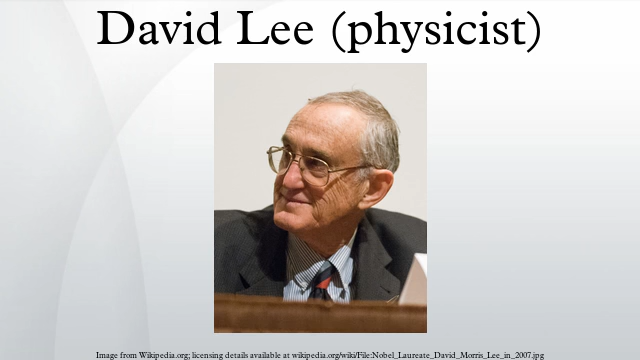 David Lee (physicist)
Image from Wikipedia.org; licensing details available at wikipedia.org/wiki/File:Nobel_Laureate_David_Morris_Lee_in_2007.jpg